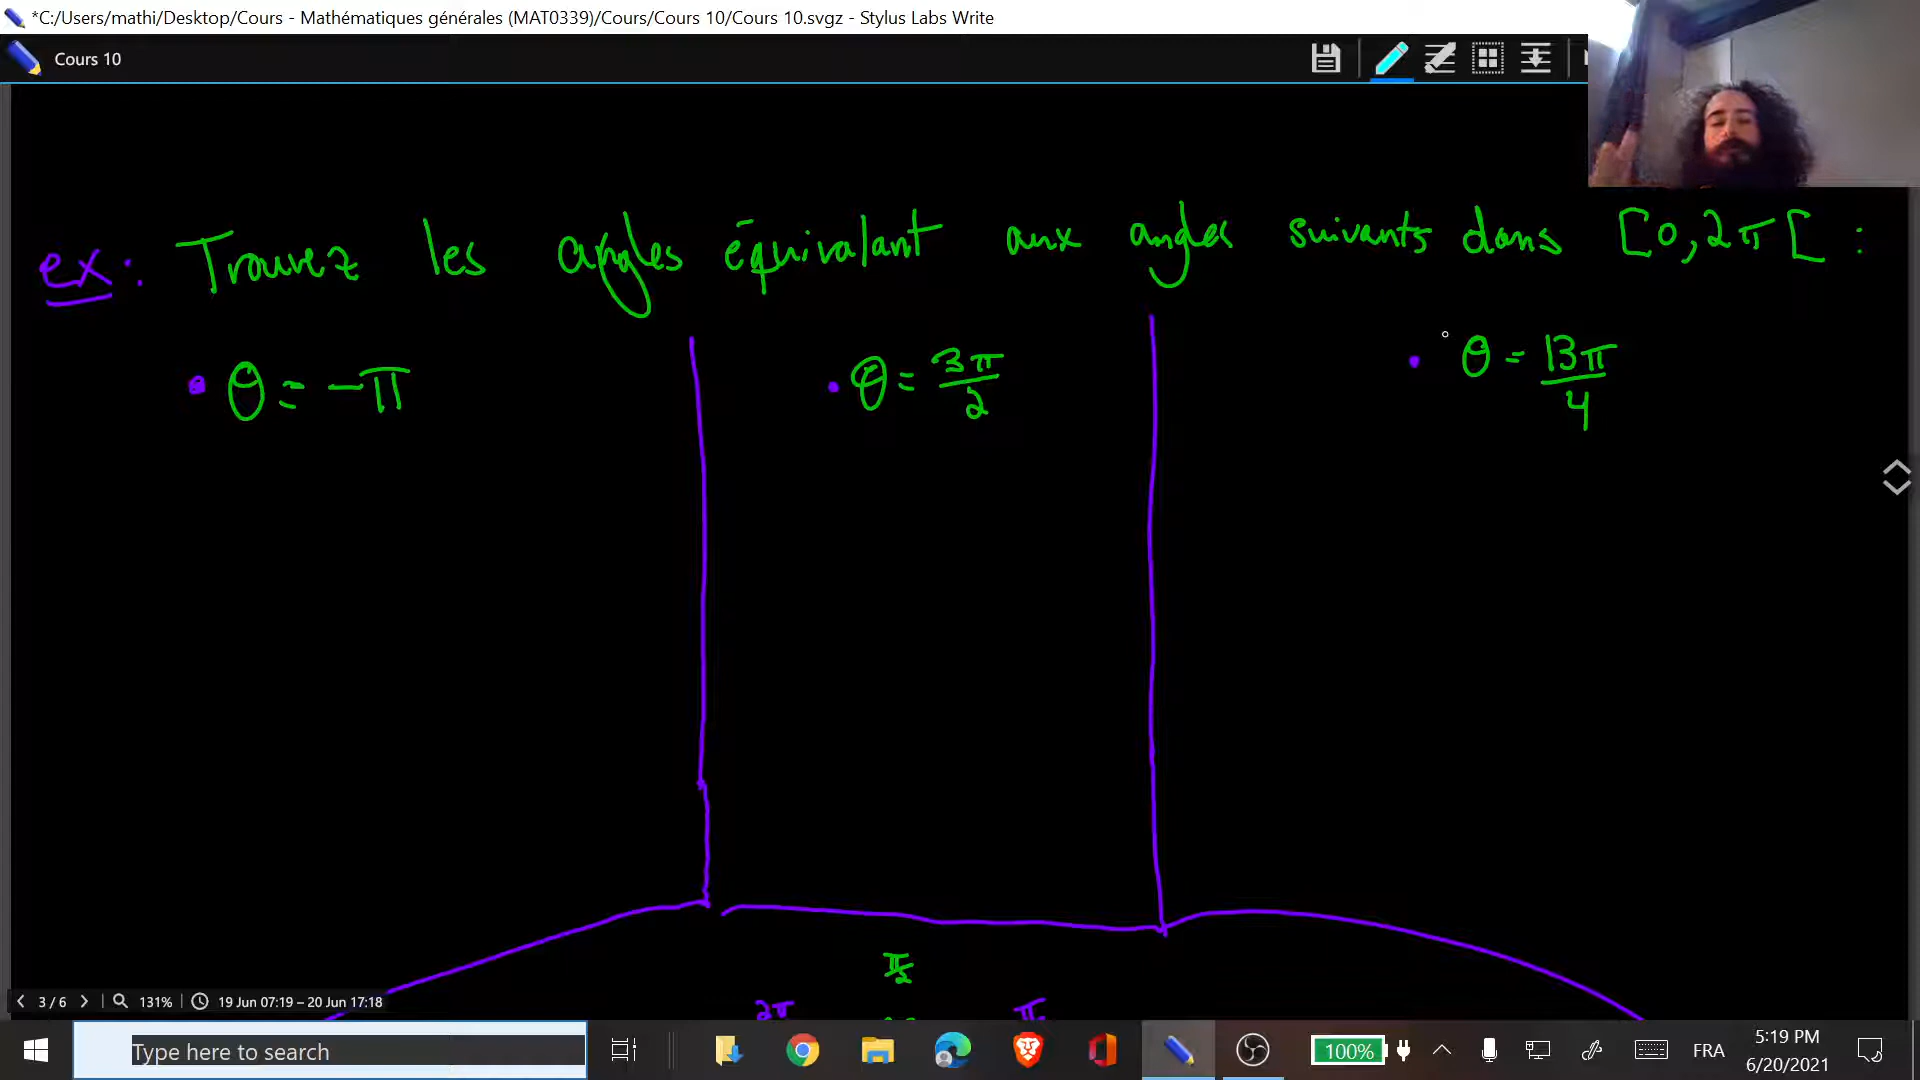 *C:/Users/mathi/Desktop/Cours - Mathématiques générales (MAT0339)/Cours/Cours 10/Cours 10.svgz - Stylus Labs Write
Cours 10
ex: Trouvez les angles équivalant aux angles suivants dans [0,2π[ :
• θ = -π
• θ = 3π/2
• θ = 13π/4
π/2
2π
π
3/6 131% 19 Jun 07:19 – 20 Jun 17:18
Type here to search
100%
FRA
5:19 PM
6/20/2021